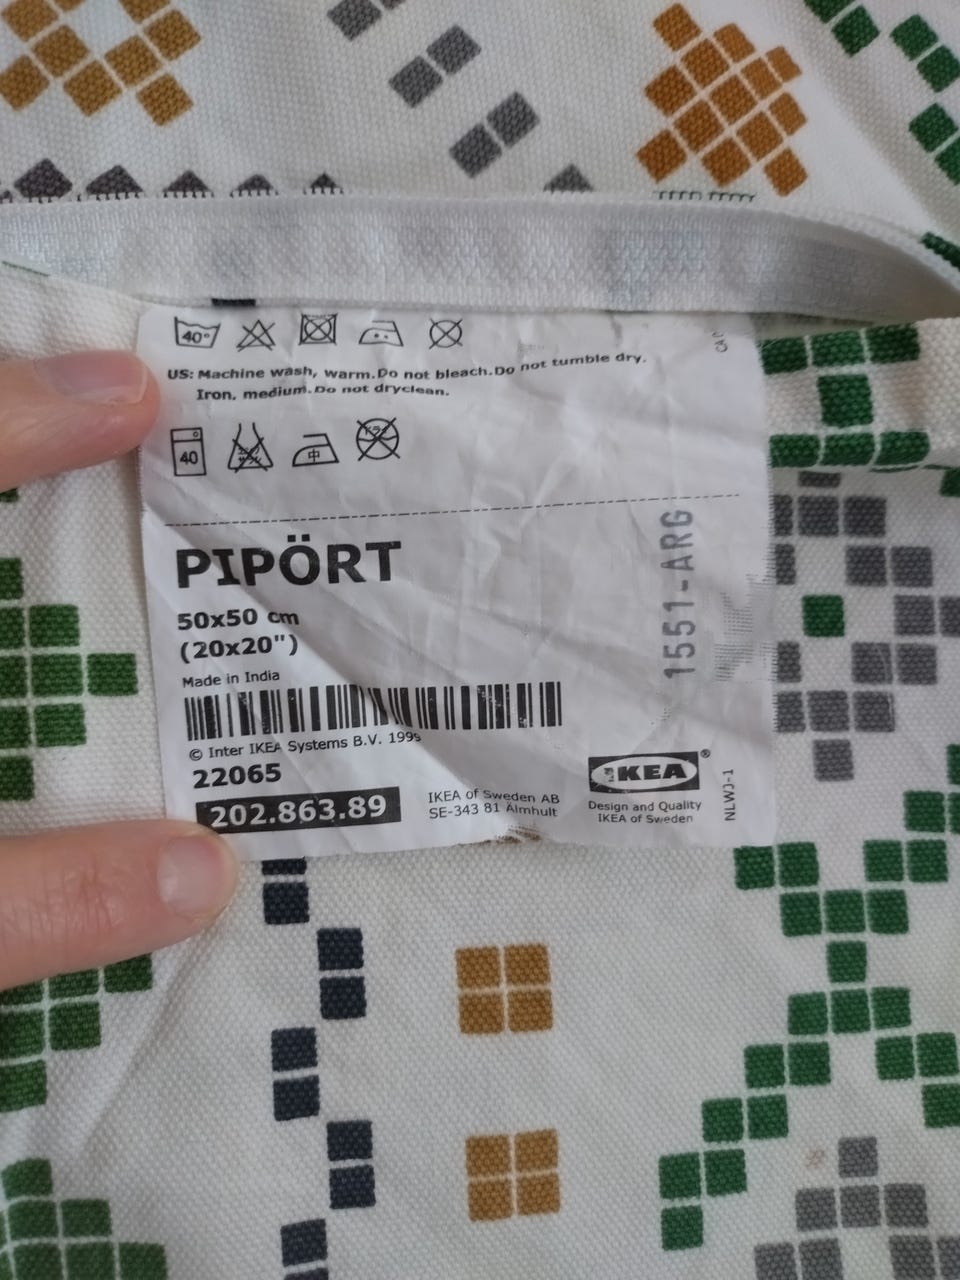 40°
US: Machine wash, warm.Do not bleach.Do not tumble dry.
Iron, medium.Do not dryclean.
40
中
PIPÖRT
50x50 cm
(20x20")
Made in India
© Inter IKEA Systems B.V. 1999
22065
202.863.89
IKEA of Sweden AB
SE-343 81 Älmhult
1551-ARG
IKEA®
Design and Quality
IKEA of Sweden
NLWJ-1
CA